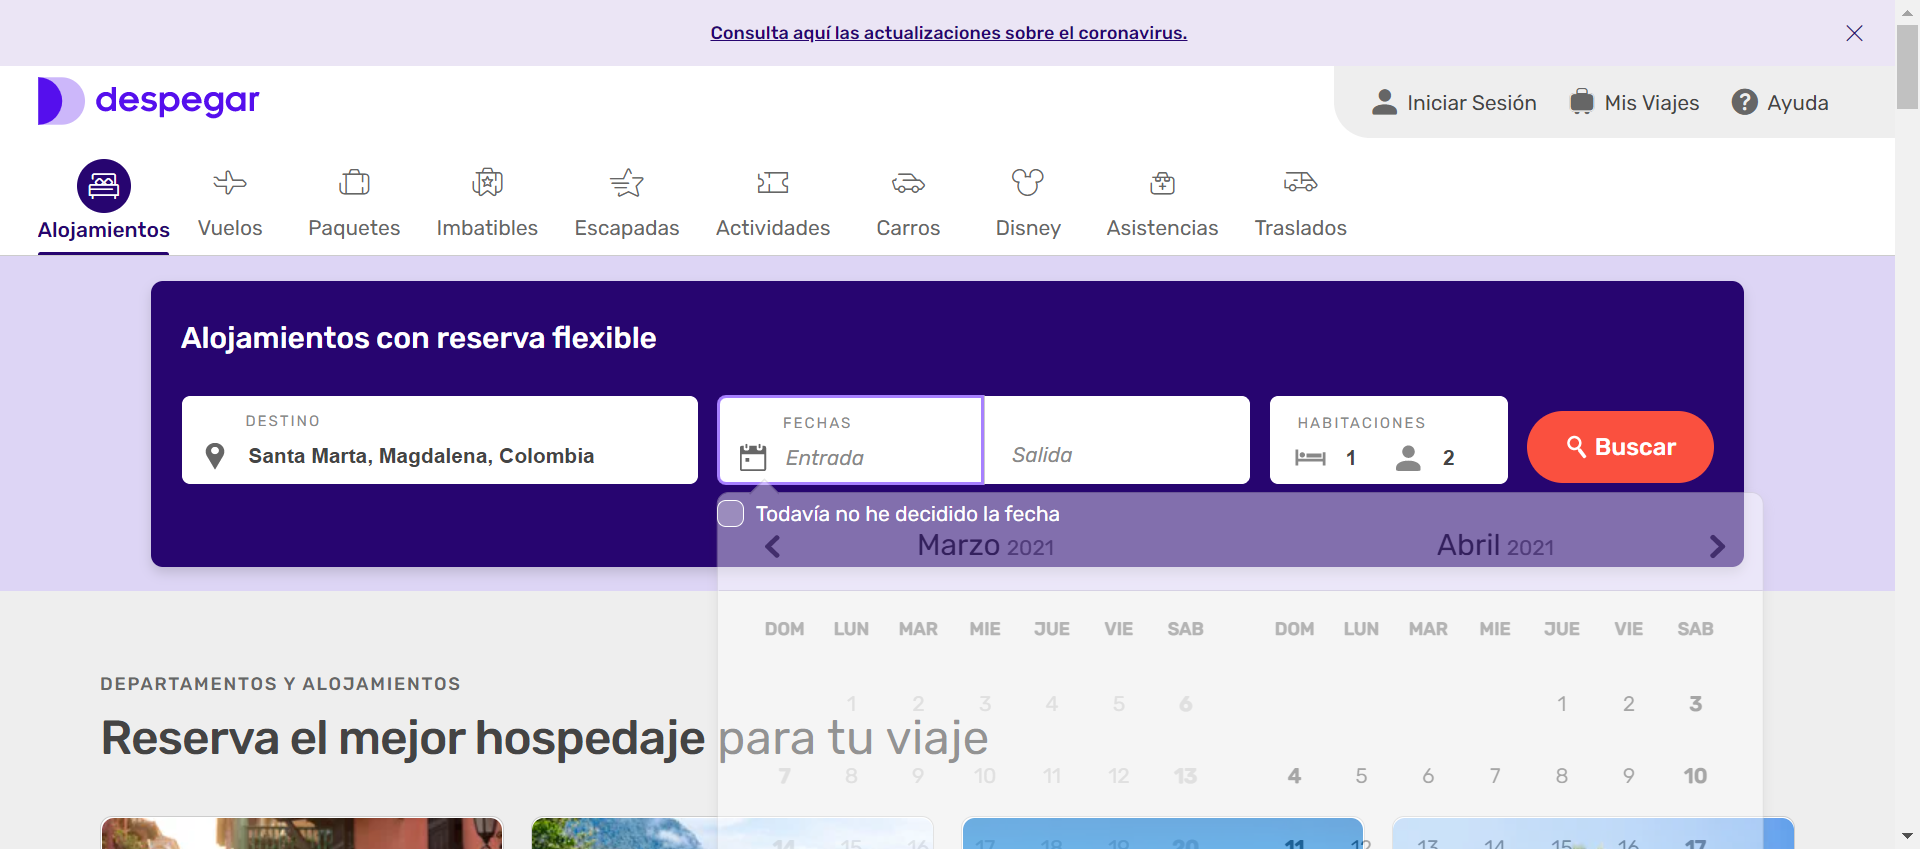 Consulta aquí las actualizaciones sobre el coronavirus.
despegar
Iniciar Sesión
Mis Viajes
Ayuda
Alojamientos
Vuelos
Paquetes
Imbatibles
Escapadas
Actividades
Carros
Disney
Asistencias
Traslados
Alojamientos con reserva flexible
DESTINO
Santa Marta, Magdalena, Colombia
FECHAS
Entrada
Salida
HABITACIONES
1
2
Buscar
Todavía no he decidido la fecha
Marzo 2021
Abril 2021
DOM LUN MAR MIE JUE VIE SAB
DOM LUN MAR MIE JUE VIE SAB
1 2 3 4 5 6
1 2 3
DEPARTAMENTOS Y ALOJAMIENTOS
Reserva el mejor hospedaje para tu viaje
7 8 9 10 11 12 13
4 5 6 7 8 9 10
14 15 16 17 18 19 20
11 12 13 14 15 16 17